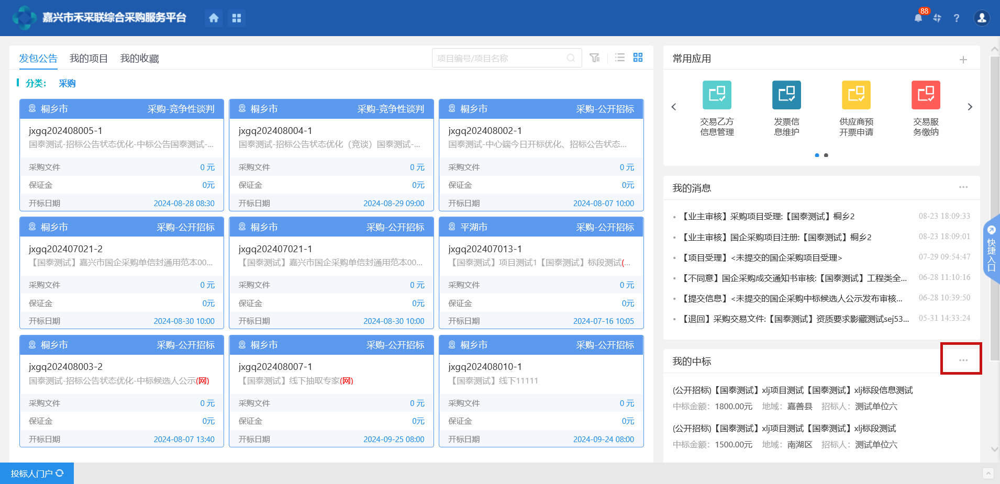 嘉兴市禾采联综合采购服务平台
88
发包公告 我的项目 我的收藏
项目编号/项目名称
分类： 采购
桐乡市 采购-竞争性谈判
jxgq202408005-1
国泰测试-招标公告状态优化-中标公告国泰测试-...
采购文件 0 元
保证金 0元
开标日期 2024-08-28 08:30
桐乡市 采购-竞争性谈判
jxgq202408004-1
国泰测试-招标公告状态优化（竞谈）国泰测试-...
采购文件 0 元
保证金 0元
开标日期 2024-08-29 09:00
桐乡市 采购-公开招标
jxgq202408002-1
国泰测试-中心端今日开标优化、招标公告状态...
采购文件 0 元
保证金 0元
开标日期 2024-08-07 10:00
桐乡市 采购-公开招标
jxgq202407021-2
【国泰测试】嘉兴市国企采购单信封通用范本00...
采购文件 0 元
保证金 0元
开标日期 2024-08-30 10:00
桐乡市 采购-公开招标
jxgq202407021-1
【国泰测试】嘉兴市国企采购单信封通用范本00...
采购文件 0 元
保证金 0元
开标日期 2024-08-30 10:00
平湖市 采购-公开招标
jxgq202407013-1
【国泰测试】项目测试1【国泰测试】标段测试(...
采购文件 0 元
保证金 0元
开标日期 2024-07-16 10:05
桐乡市 采购-公开招标
jxgq202408003-2
国泰测试-招标公告状态优化-中标候选人公示(网)
采购文件 0 元
保证金 0元
开标日期 2024-08-07 13:40
桐乡市 采购-公开招标
jxgq202408007-1
【国泰测试】线下抽取专家(网)
采购文件 0 元
保证金 0元
开标日期 2024-09-25 08:00
桐乡市 采购-公开招标
jxgq202408010-1
【国泰测试】线下11111
采购文件 0 元
保证金 0元
开标日期 2024-09-24 08:00
常用应用
交易乙方
信息管理
发票信
息维护
供应商预
开票申请
交易服
务缴纳
我的消息
【业主审核】采购项目受理:【国泰测试】桐乡2 08-23 18:09:33
【业主审核】国企采购项目注册:【国泰测试】桐乡2 08-23 18:09:01
【项目受理】<未提交的国企采购项目受理> 07-29 09:54:47
【不同意】国企采购成交通知书审核:【国泰测试】工程类全... 06-28 11:10:16
【提交信息】<未提交的国企采购中标候选人公示发布审核... 06-28 10:39:50
【退回】采购交易文件:【国泰测试】资质要求影藏测试sej53... 05-31 14:33:24
快捷入口
我的中标
(公开招标)【国泰测试】xlj项目测试【国泰测试】xlj标段信息测试
中标金额：1800.00元 地域：嘉善县 招标人：测试单位六
(公开招标)【国泰测试】xlj项目测试【国泰测试】xlj标段测试
中标金额：1500.00元 地域：南湖区 招标人：测试单位六
投标人门户